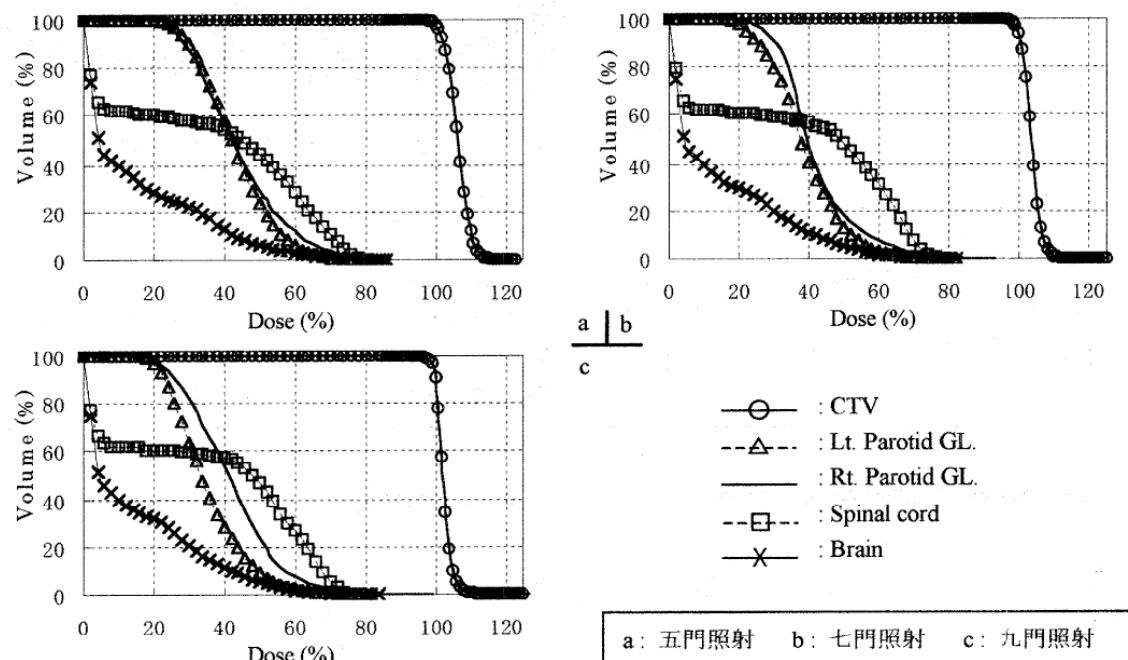 Volume (%)
100
80
60
40
20
0
0 20 40 60 80 100 120
Dose (%)
Volume (%)
100
80
60
40
20
0
0 20 40 60 80 100 120
Dose (%)
a b
c
Volume (%)
100
80
60
40
20
0
0 20 40 60 80 100 120
Dose (%)
: CTV
: Lt. Parotid GL.
: Rt. Parotid GL.
: Spinal cord
: Brain
a: 五門照射 b: 七門照射 c: 九門照射